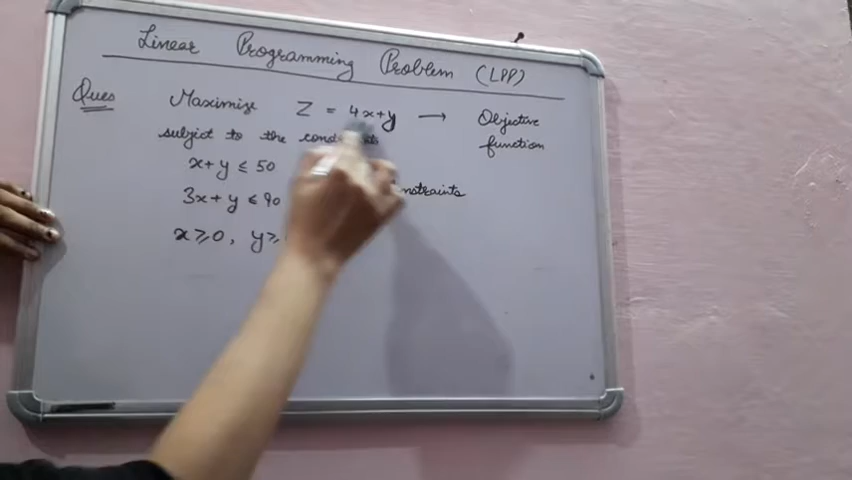 Linear Programming Problem (LPP)
Ques Maximize Z = 4x+y → Objective function
subject to the
x+y ≤ 50
3x+y ≤ 90
x≥0, y≥